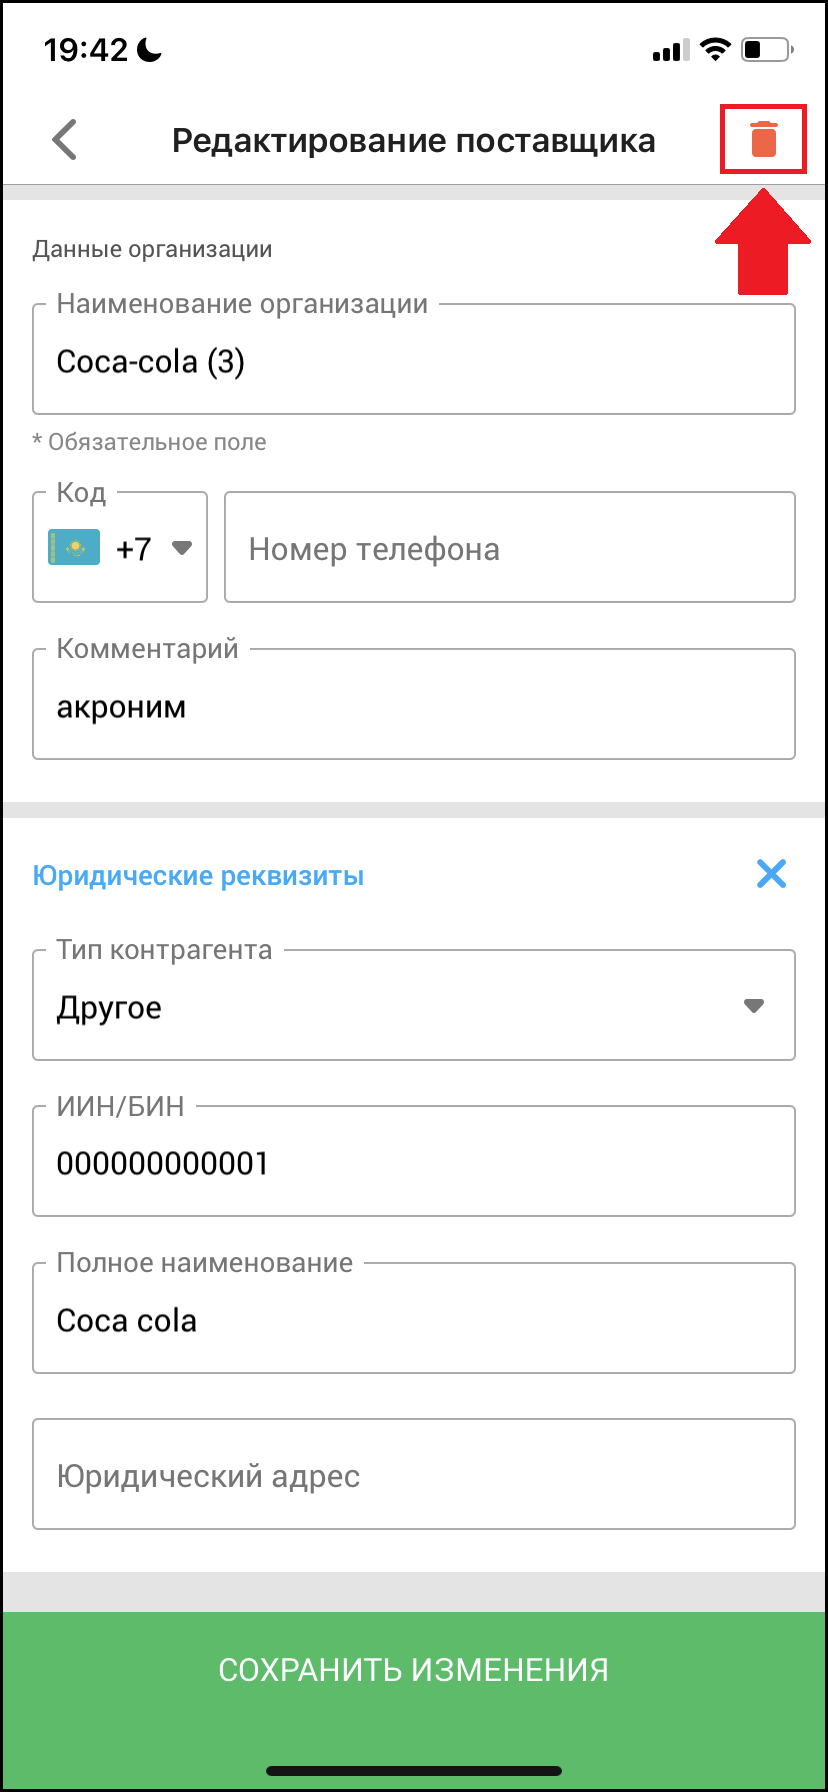 19:42
Редактирование поставщика
Данные организации
Наименование организации
Coca-cola (3)
* Обязательное поле
Код
+7
Номер телефона
Комментарий
акроним
Юридические реквизиты
Тип контрагента
Другое
ИИН/БИН
000000000001
Полное наименование
Coca cola
Юридический адрес
СОХРАНИТЬ ИЗМЕНЕНИЯ